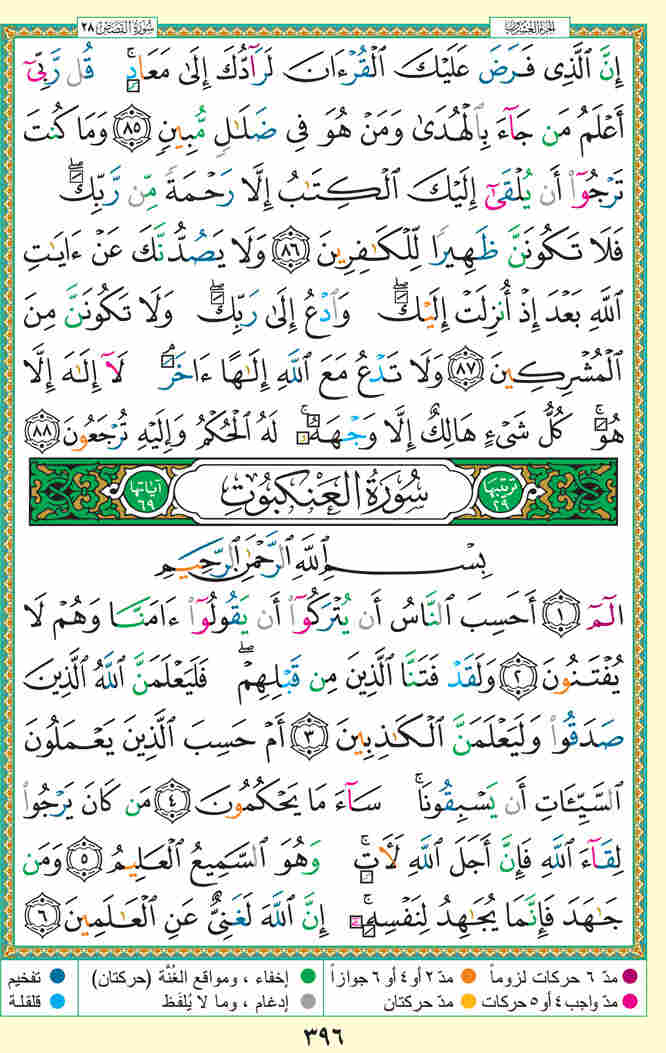 سُورَةُ القَصَصِ ٢٨
الجزء العشرون
إِنَّ ٱلَّذِى فَرَضَ عَلَيْكَ ٱلْقُرْءَانَ لَرَآدُّكَ إِلَىٰ مَعَادٍۚ قُل رَّبِّىٓ
أَعْلَمُ مَن جَآءَ بِٱلْهُدَىٰ وَمَنْ هُوَ فِى ضَلَٰلٍ مُّبِينٍ ٨٥ وَمَا كُنتَ
تَرْجُوٓا۟ أَن يُلْقَىٰٓ إِلَيْكَ ٱلْكِتَٰبُ إِلَّا رَحْمَةً مِّن رَّبِّكَۖ
فَلَا تَكُونَنَّ ظَهِيرًا لِّلْكَٰفِرِينَ ٨٦ وَلَا يَصُدُّنَّكَ عَنْ ءَايَٰتِ
ٱللَّهِ بَعْدَ إِذْ أُنزِلَتْ إِلَيْكَۖ وَٱدْعُ إِلَىٰ رَبِّكَۖ وَلَا تَكُونَنَّ مِنَ
ٱلْمُشْرِكِينَ ٨٧ وَلَا تَدْعُ مَعَ ٱللَّهِ إِلَٰهًا ءَاخَرَۘ لَآ إِلَٰهَ إِلَّا
هُوَۚ كُلُّ شَىْءٍ هَالِكٌ إِلَّا وَجْهَهُۥۚ لَهُ ٱلْحُكْمُ وَإِلَيْهِ تُرْجَعُونَ ٨٨
ترتيبها ٢٩ سُورَةُ العَنكبُوتِ آياتها ٦٩
بِسْمِ ٱللَّهِ ٱلرَّحْمَٰنِ ٱلرَّحِيمِ
الٓمٓ ١ أَحَسِبَ ٱلنَّاسُ أَن يُتْرَكُوٓا۟ أَن يَقُولُوٓا۟ ءَامَنَّا وَهُمْ لَا
يُفْتَنُونَ ٢ وَلَقَدْ فَتَنَّا ٱلَّذِينَ مِن قَبْلِهِمْۖ فَلَيَعْلَمَنَّ ٱللَّهُ ٱلَّذِينَ
صَدَقُوا۟ وَلَيَعْلَمَنَّ ٱلْكَٰذِبِينَ ٣ أَمْ حَسِبَ ٱلَّذِينَ يَعْمَلُونَ
ٱلسَّيِّـَٔاتِ أَن يَسْبِقُونَاۚ سَآءَ مَا يَحْكُمُونَ ٤ مَن كَانَ يَرْجُوا۟
لِقَآءَ ٱللَّهِ فَإِنَّ أَجَلَ ٱللَّهِ لَـَٔاتٍۚ وَهُوَ ٱلسَّمِيعُ ٱلْعَلِيمُ ٥ وَمَن
جَٰهَدَ فَإِنَّمَا يُجَٰهِدُ لِنَفْسِهِۦٓۚ إِنَّ ٱللَّهَ لَغَنِىٌّ عَنِ ٱلْعَٰلَمِينَ ٦
مدّ ٦ حركات لزوماً مدّ ٢ أو ٤ أو ٦ جوازاً إخفاء ، ومواقع الغُنَّة (حركتان) تفخيم
مدّ واجب ٤ أو ٥ حركات مدّ حركتان إدغام ، وما لا يُلفَظ قلقلة
٣٩٦